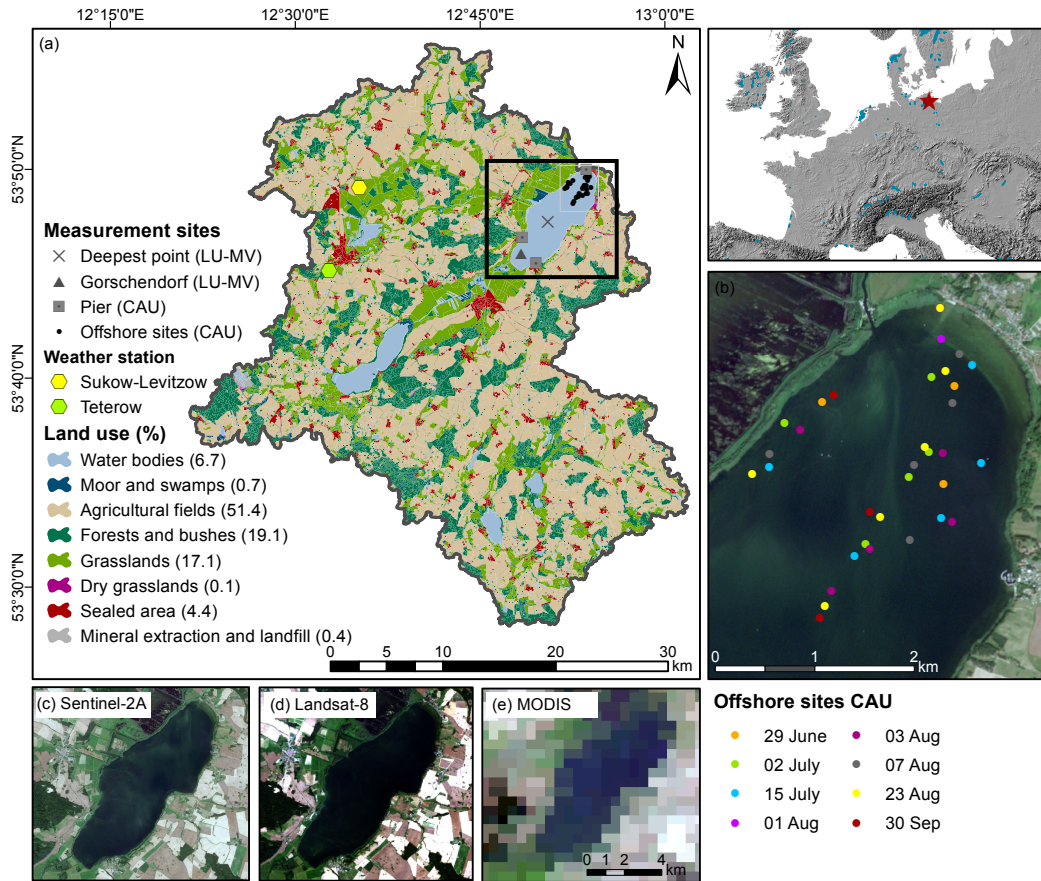 12°15'0"E 12°30'0"E 12°45'0"E 13°0'0"E
(a)
N
53°50'0"N
53°40'0"N
53°30'0"N
Measurement sites
Deepest point (LU-MV)
Gorschendorf (LU-MV)
Pier (CAU)
Offshore sites (CAU)
Weather station
Sukow-Levitzow
Teterow
Land use (%)
Water bodies (6.7)
Moor and swamps (0.7)
Agricultural fields (51.4)
Forests and bushes (19.1)
Grasslands (17.1)
Dry grasslands (0.1)
Sealed area (4.4)
Mineral extraction and landfill (0.4)
0 5 10 20 30
km
(b)
0 1 2
km
(c) Sentinel-2A
(d) Landsat-8
(e) MODIS
0 1 2 4
km
Offshore sites CAU
29 June
02 July
15 July
01 Aug
03 Aug
07 Aug
23 Aug
30 Sep